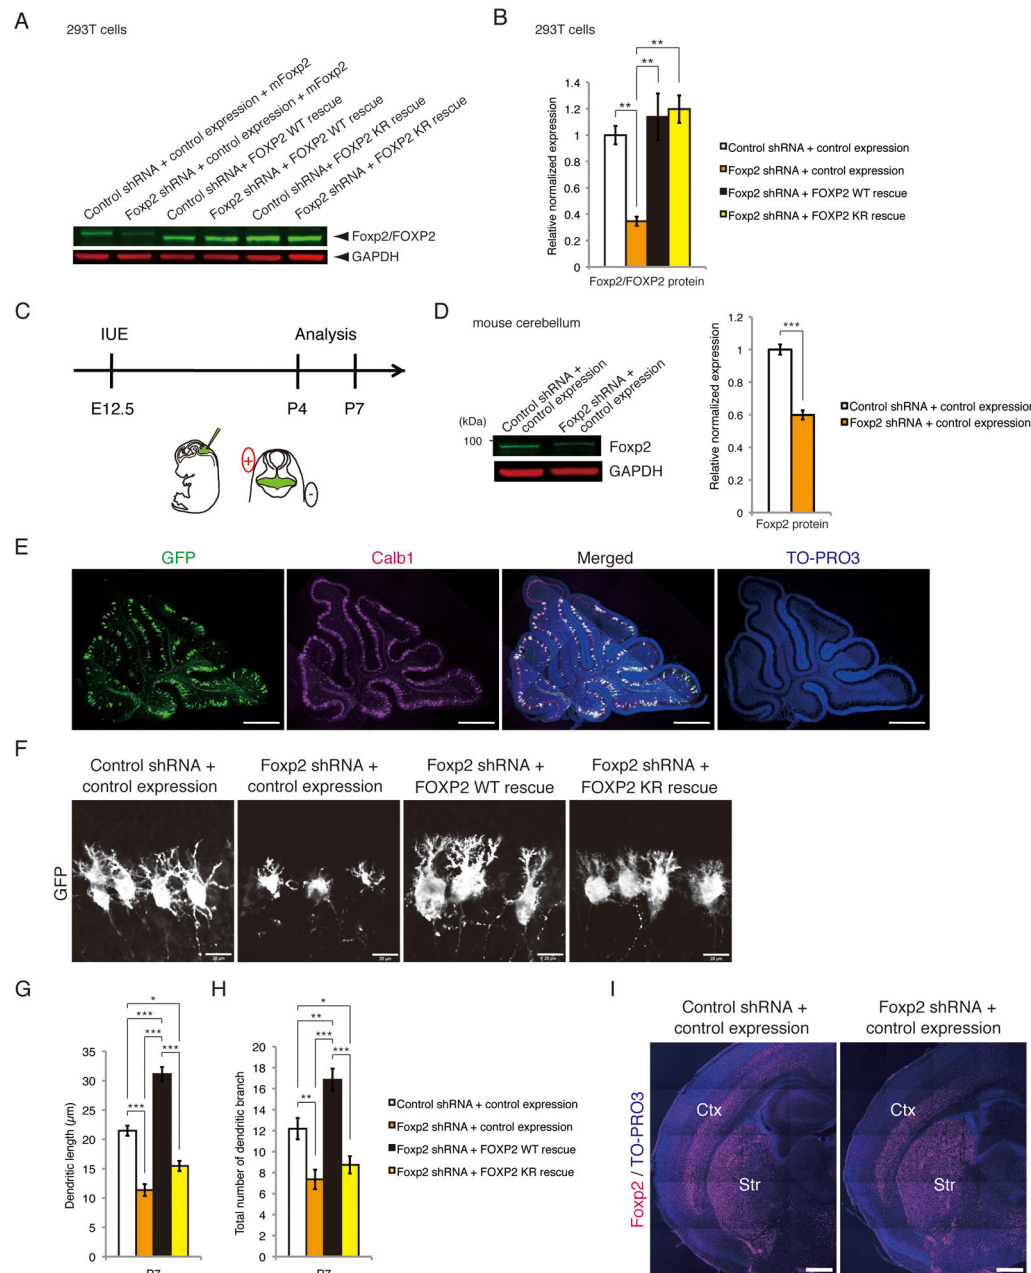 A
293T cells
Control shRNA + control expression + mFoxp2
Foxp2 shRNA + control expression + mFoxp2
Control shRNA+ FOXP2 WT rescue
Foxp2 shRNA + FOXP2 WT rescue
Control shRNA+ FOXP2 KR rescue
Foxp2 shRNA + FOXP2 KR rescue
Foxp2/FOXP2
GAPDH
B
293T cells
**
**
**
1.4
1.2
1
0.8
0.6
0.4
0.2
0
Relative normalized expression
Foxp2/FOXP2 protein
Control shRNA + control expression
Foxp2 shRNA + control expression
Foxp2 shRNA + FOXP2 WT rescue
Foxp2 shRNA + FOXP2 KR rescue
C
IUE
Analysis
E12.5
P4
P7
+
-
D
mouse cerebellum
Control shRNA +
control expression
Foxp2 shRNA +
control expression
(kDa)
100
Foxp2
GAPDH
1.2
1
0.8
0.6
0.4
0.2
0
Relative normalized expression
***
Foxp2 protein
Control shRNA + control expression
Foxp2 shRNA + control expression
E
GFP
Calb1
Merged
TO-PRO3
F
Control shRNA +
control expression
Foxp2 shRNA +
control expression
Foxp2 shRNA +
FOXP2 WT rescue
Foxp2 shRNA +
FOXP2 KR rescue
GFP
20 µm
20 µm
20 µm
20 µm
G
*
***
***
***
***
35
30
25
20
15
10
5
0
Dendritic length (µm)
P7
H
*
**
***
***
**
20
18
16
14
12
10
8
6
4
2
0
Total number of dendritic branch
P7
Control shRNA + control expression
Foxp2 shRNA + control expression
Foxp2 shRNA + FOXP2 WT rescue
Foxp2 shRNA + FOXP2 KR rescue
I
Control shRNA +
control expression
Foxp2 shRNA +
control expression
Foxp2 / TO-PRO3
Ctx
Str
Ctx
Str